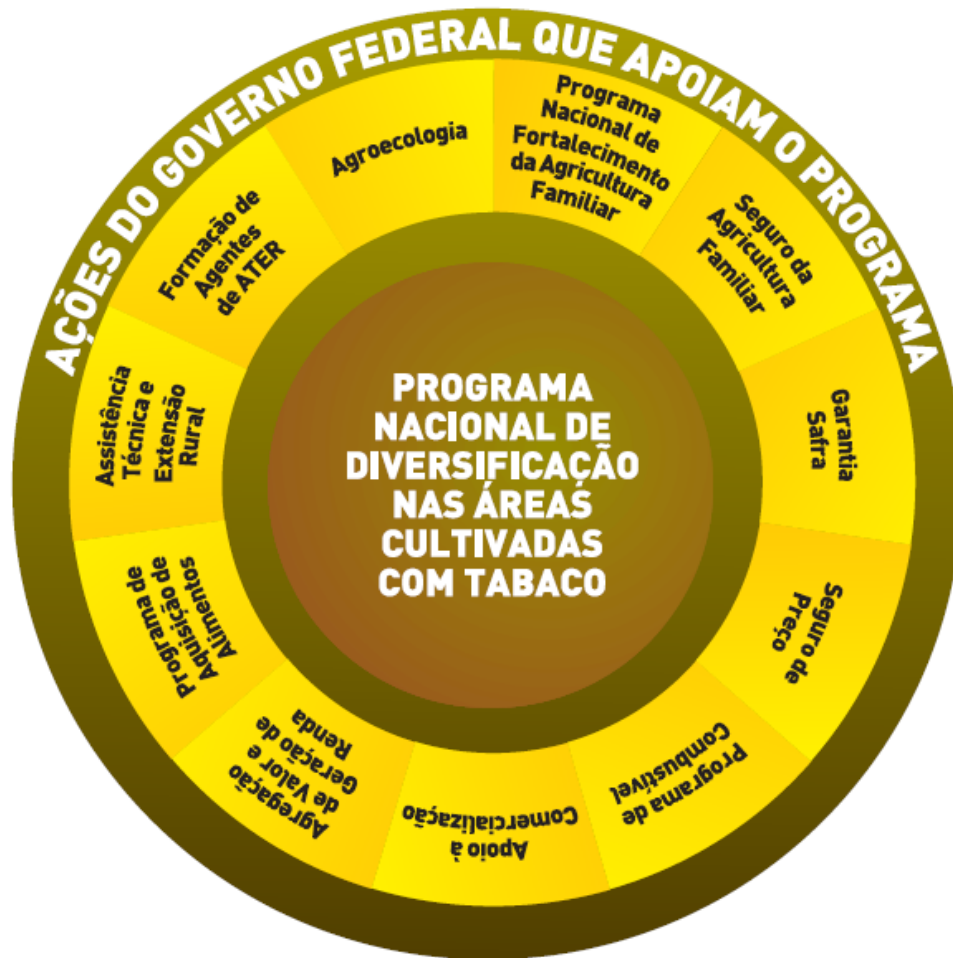 AÇÕES DO GOVERNO FEDERAL QUE APOIAM O PROGRAMA
Programa
Nacional de
Fortalecimento
da Agricultura
Familiar
Seguro da
Agricultura
Familiar
Garantia
Safra
Seguro de
Preço
Programa de
Combustível
Apoio à
Comercialização
Agregação
de Valor e
Geração de
Renda
Programa de
Aquisição de
Alimentos
Assistência
Técnica e
Extensão
Rural
Formação de
Agentes
de ATER
Agroecologia
PROGRAMA
NACIONAL DE
DIVERSIFICAÇÃO
NAS ÁREAS
CULTIVADAS
COM TABACO